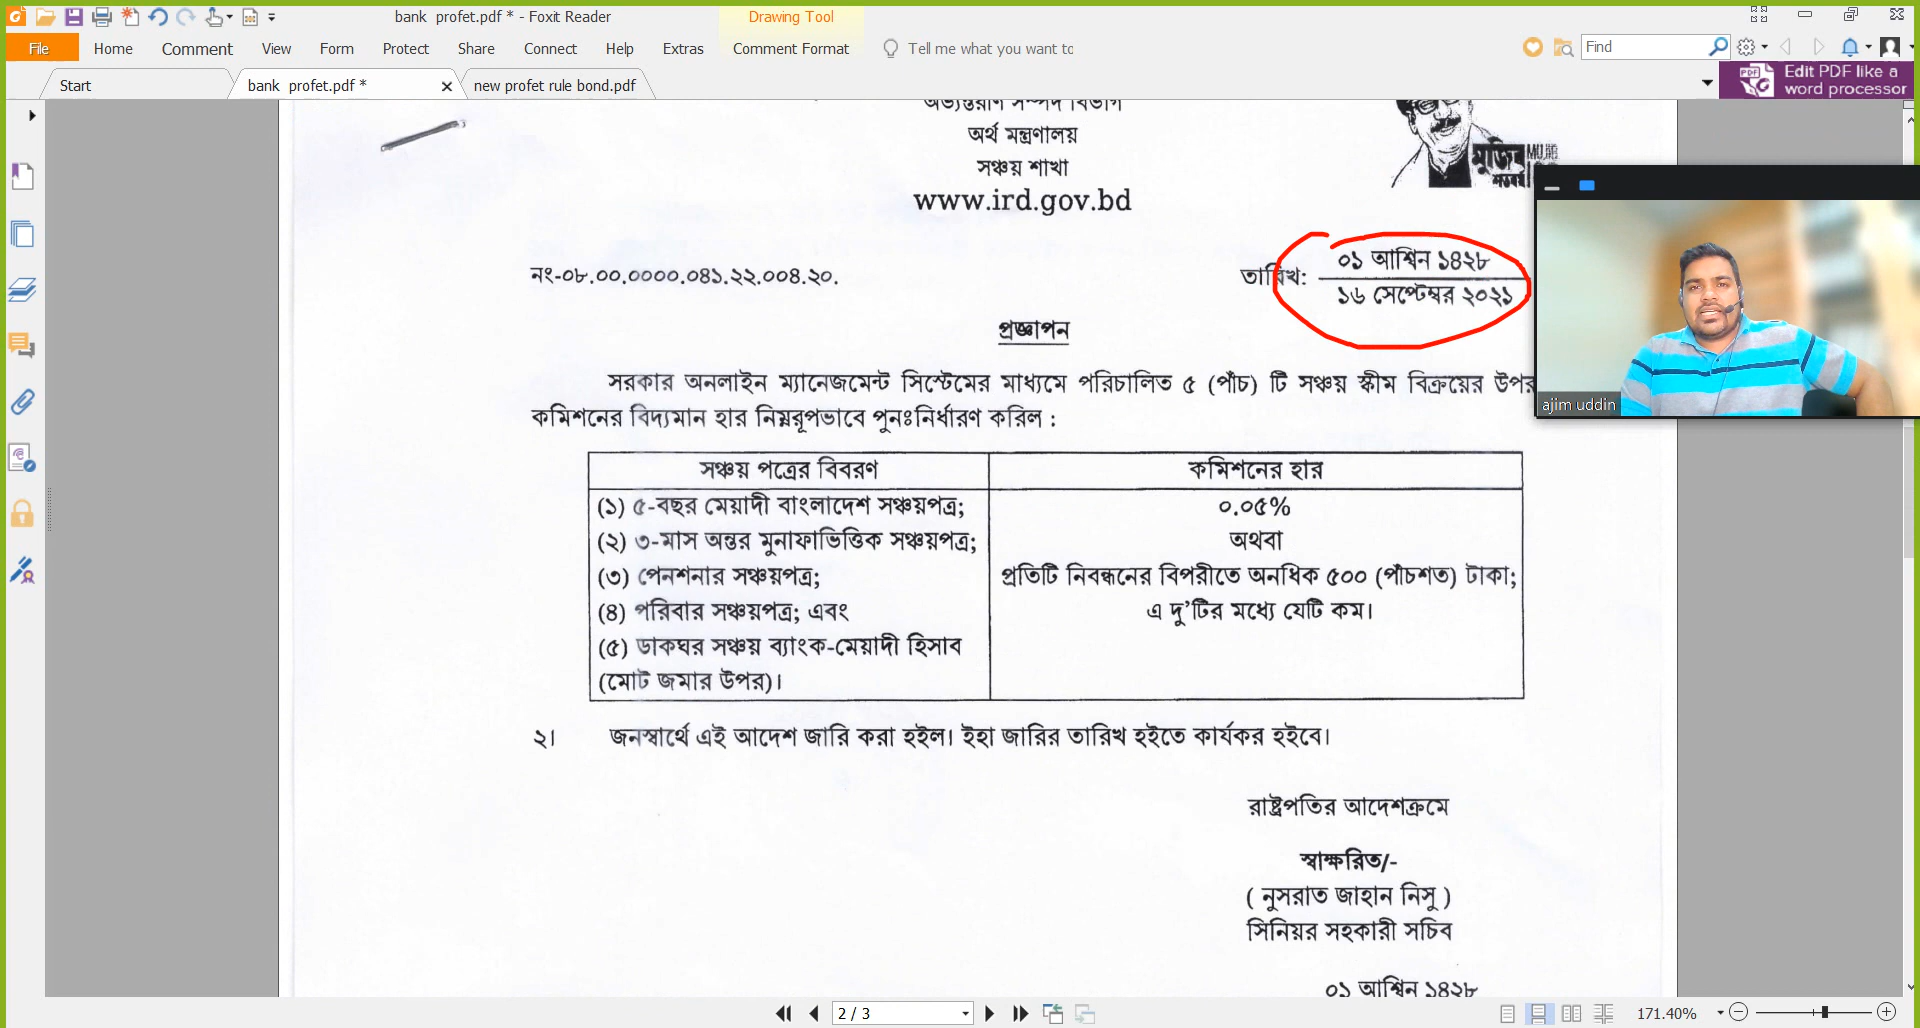 bank profet.pdf * - Foxit Reader
Drawing Tool
File Home Comment View Form Protect Share Connect Help Extras Comment Format Tell me what you want to Find
Start bank profet.pdf * new profet rule bond.pdf
Edit PDF like a
word processor
অভ্যন্তরীণ সম্পদ বিভাগ
অর্থ মন্ত্রণালয়
সঞ্চয় শাখা
www.ird.gov.bd
মুজিব
নং-০৮.০০.০০০০.০৪১.২২.০০৪.২০.
তারিখ: ০১ আশ্বিন ১৪২৮
১৬ সেপ্টেম্বর ২০২১
প্রজ্ঞাপন
সরকার অনলাইন ম্যানেজমেন্ট সিস্টেমের মাধ্যমে পরিচালিত ৫ (পাঁচ) টি সঞ্চয় স্কীম বিক্রয়ের উপর
কমিশনের বিদ্যমান হার নিম্নরূপভাবে পুনঃনির্ধারণ করিল :
সঞ্চয় পত্রের বিবরণ কমিশনের হার
(১) ৫-বছর মেয়াদী বাংলাদেশ সঞ্চয়পত্র; ০.০৫%
(২) ৩-মাস অন্তর মুনাফাভিত্তিক সঞ্চয়পত্র; অথবা
(৩) পেনশনার সঞ্চয়পত্র; প্রতিটি নিবন্ধনের বিপরীতে অনধিক ৫০০ (পাঁচশত) টাকা;
(৪) পরিবার সঞ্চয়পত্র; এবং এ দু'টির মধ্যে যেটি কম।
(৫) ডাকঘর সঞ্চয় ব্যাংক-মেয়াদী হিসাব
(মোট জমার উপর)।
২। জনস্বার্থে এই আদেশ জারি করা হইল। ইহা জারির তারিখ হইতে কার্যকর হইবে।
রাষ্ট্রপতির আদেশক্রমে
স্বাক্ষরিত/-
( নুসরাত জাহান নিসু )
সিনিয়র সহকারী সচিব
০১ আশ্বিন ১৪২৮
ajim uddin
2 / 3
171.40%